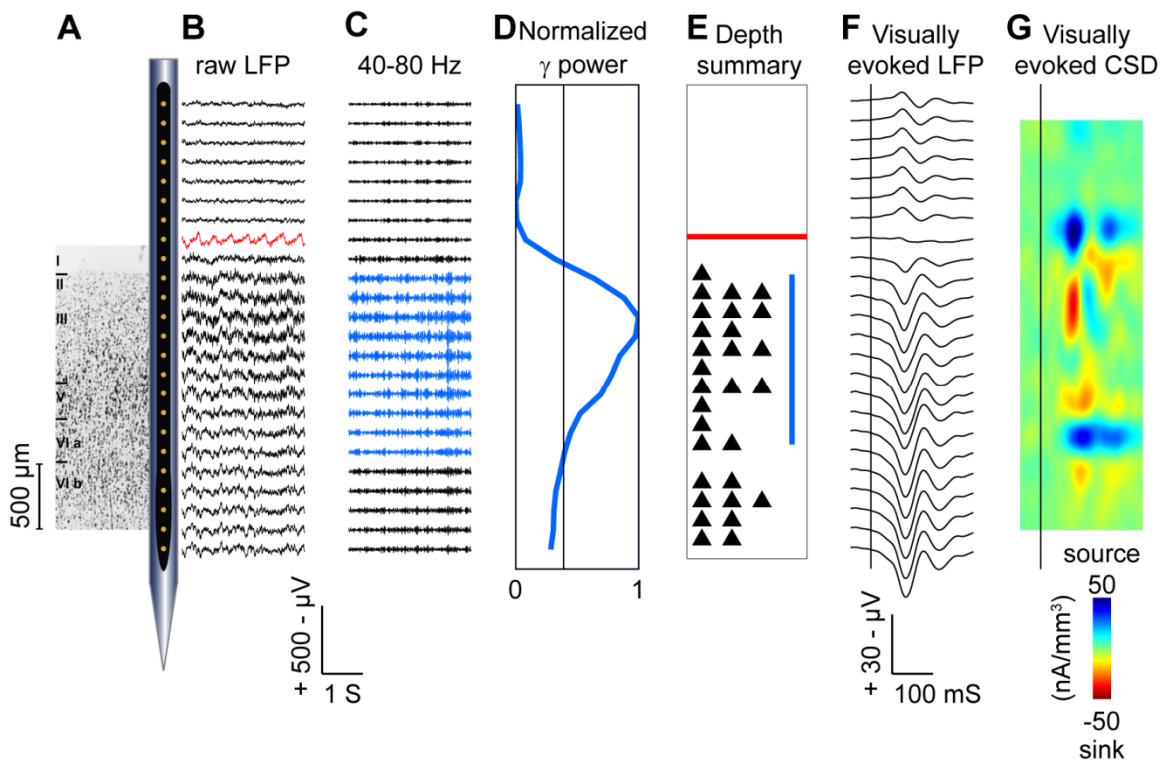 A
B
raw LFP
C
40-80 Hz
D Normalized
γ power
E Depth
summary
F Visually
evoked LFP
G Visually
evoked CSD
I
II
III
V
VI a
VI b
500 μm
0
1
+ 500 - μV
1 S
+ 30 - μV
100 mS
source
50
(nA/mm³)
-50
sink